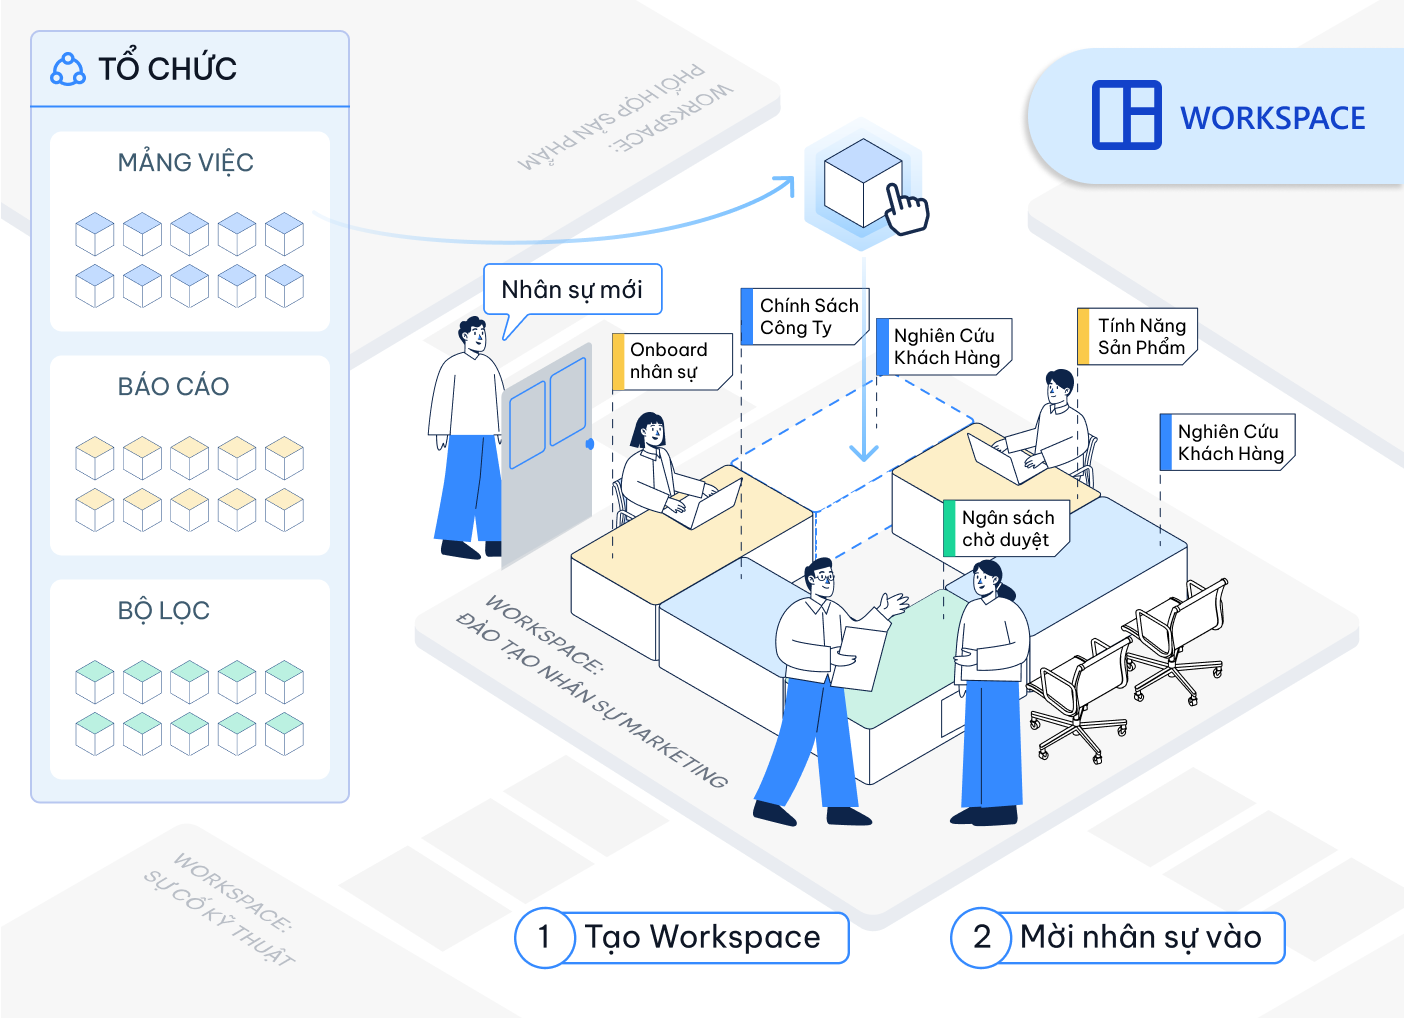 TỔ CHỨC
MẢNG VIỆC
BÁO CÁO
BỘ LỌC
WORKSPACE:
PHỐI HỢP SẢN PHẨM
WORKSPACE
Nhân sự mới
Onboard
nhân sự
Chính Sách
Công Ty
Nghiên Cứu
Khách Hàng
Tính Năng
Sản Phẩm
Nghiên Cứu
Khách Hàng
Ngân sách
chờ duyệt
WORKSPACE:
ĐÀO TẠO NHÂN SỰ MARKETING
WORKSPACE:
SỰ CỐ KỸ THUẬT
1 Tạo Workspace
2 Mời nhân sự vào